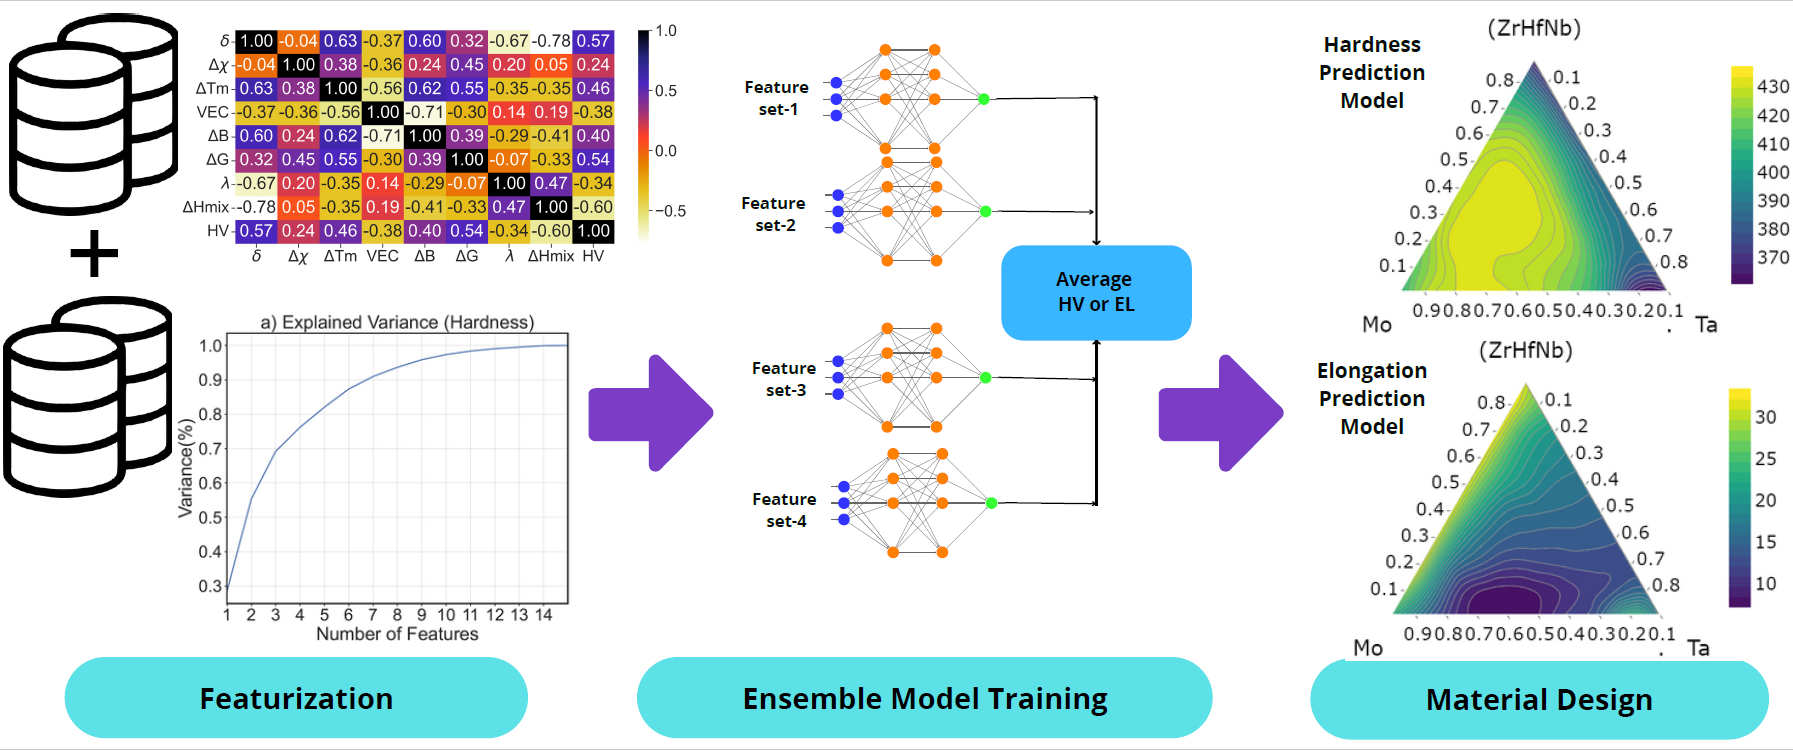 δ 1.00 -0.04 0.63 -0.37 0.60 0.32 -0.67 -0.78 0.57
Δχ -0.04 1.00 0.38 -0.36 0.24 0.45 0.20 0.05 0.24
ΔTm 0.63 0.38 1.00 -0.56 0.62 0.55 -0.35 -0.35 0.46
VEC -0.37 -0.36 -0.56 1.00 -0.71 -0.30 0.14 0.19 -0.38
ΔB 0.60 0.24 0.62 -0.71 1.00 0.39 -0.29 -0.41 0.40
ΔG 0.32 0.45 0.55 -0.30 0.39 1.00 -0.07 -0.33 0.54
λ -0.67 0.20 -0.35 0.14 -0.29 -0.07 1.00 0.47 -0.34
ΔHmix -0.78 0.05 -0.35 0.19 -0.41 -0.33 0.47 1.00 -0.60
HV 0.57 0.24 0.46 -0.38 0.40 0.54 -0.34 -0.60 1.00
δ Δχ ΔTm VEC ΔB ΔG λ ΔHmix HV
1.0
0.5
0.0
−0.5
+
a) Explained Variance (Hardness)
Variance(%)
1.0
0.9
0.8
0.7
0.6
0.5
0.4
0.3
1 2 3 4 5 6 7 8 9 10 11 12 13 14
Number of Features
Featurization
Feature
set-1
Feature
set-2
Average
HV or EL
Feature
set-3
Feature
set-4
Ensemble Model Training
Hardness
Prediction
Model
(ZrHfNb)
0.8 0.1
0.7 0.2
0.6 0.3
0.5 0.4
0.4 0.5
0.3 0.6
0.2 0.7
0.1 0.8
0.9 0.8 0.7 0.6 0.5 0.4 0.3 0.2 0.1
Mo . Ta
430
420
410
400
390
380
370
Elongation
Prediction
Model
(ZrHfNb)
0.8 0.1
0.7 0.2
0.6 0.3
0.5 0.4
0.4 0.5
0.3 0.6
0.2 0.7
0.1 0.8
0.9 0.8 0.7 0.6 0.5 0.4 0.3 0.2 0.1
Mo . Ta
30
25
20
15
10
Material Design